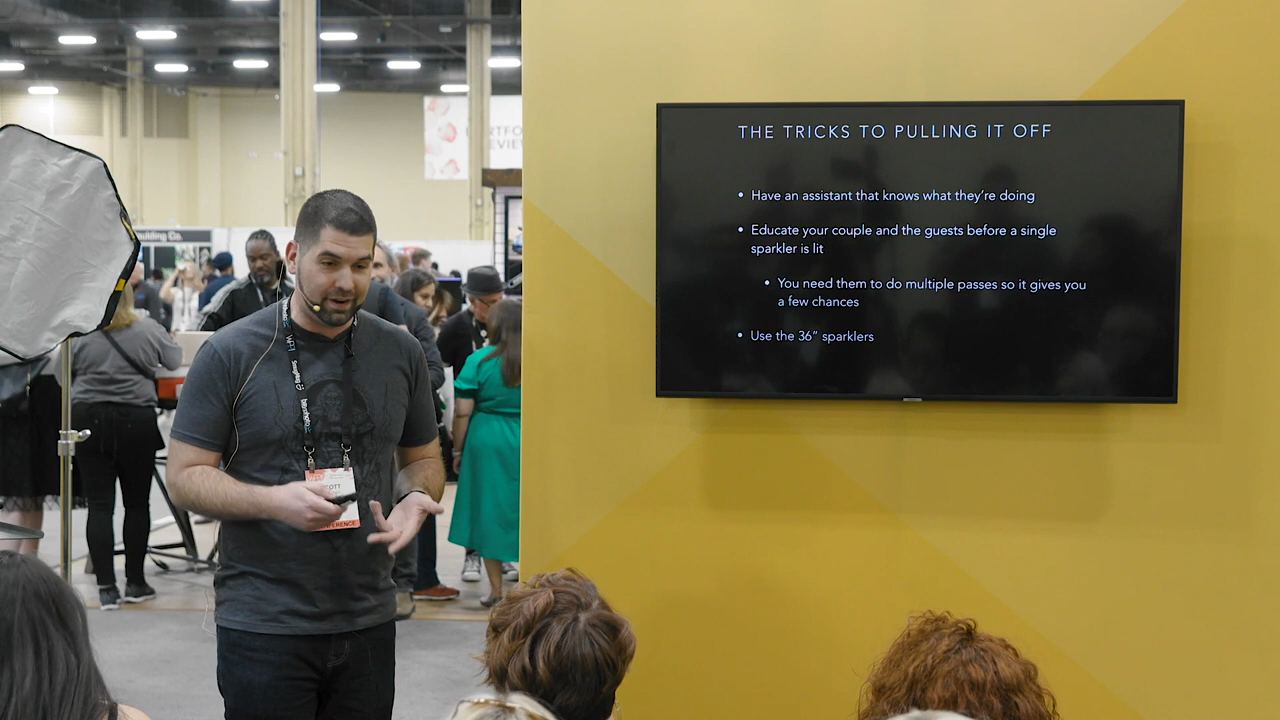 THE TRICKS TO PULLING IT OFF
• Have an assistant that knows what they're doing
• Educate your couple and the guests before a single
sparkler is lit
• You need them to do multiple passes so it gives you
a few chances
• Use the 36" sparklers